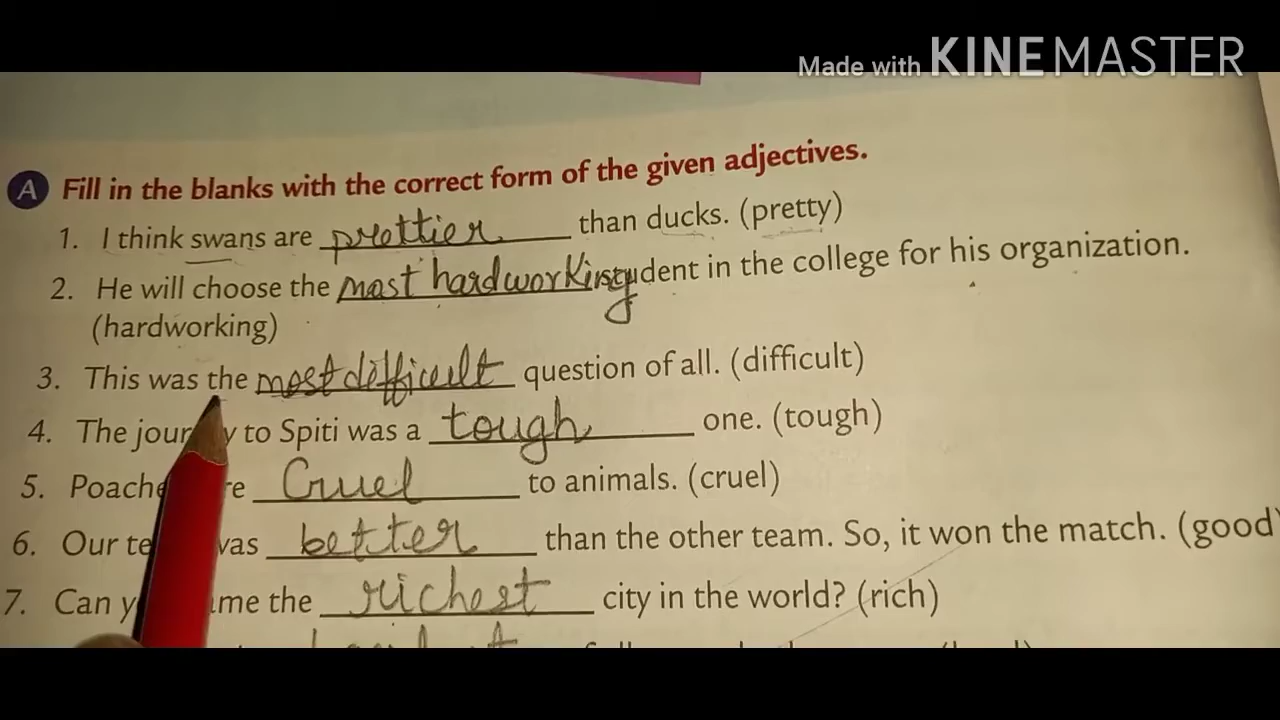 Made with KINEMASTER
A Fill in the blanks with the correct form of the given adjectives.
1. I think swans are prettier than ducks. (pretty)
2. He will choose the most hardworking student in the college for his organization.
(hardworking)
3. This was the most difficult question of all. (difficult)
4. The jour y to Spiti was a tough one. (tough)
5. Poache re Cruel to animals. (cruel)
6. Our te was better than the other team. So, it won the match. (good)
7. Can y me the richest city in the world? (rich)